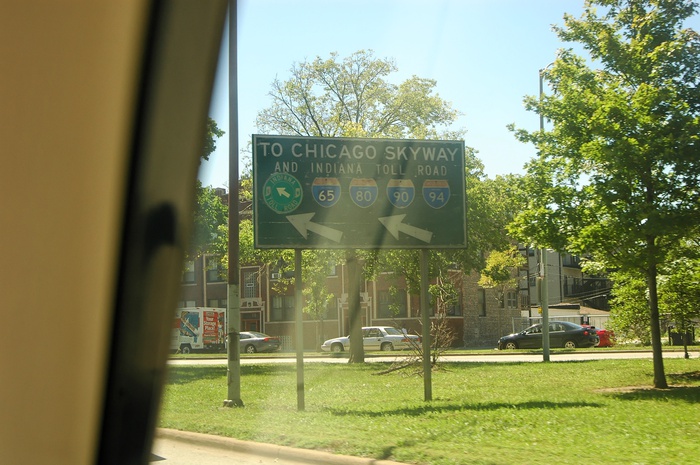 TO CHICAGO SKYWAY
AND INDIANA TOLL ROAD
65 80 90 94